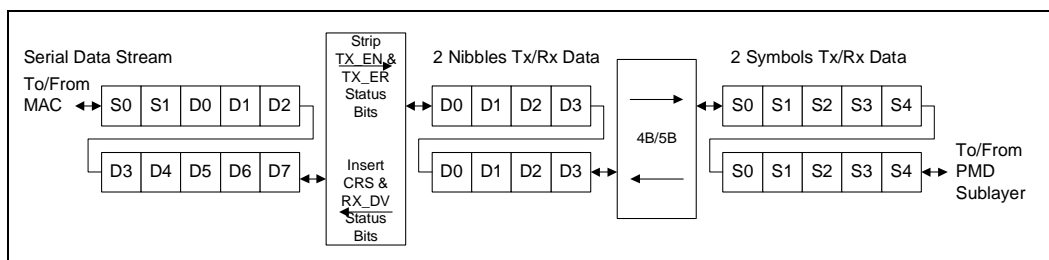 Serial Data Stream
To/From
MAC
S0 S1 D0 D1 D2
D3 D4 D5 D6 D7
Strip
TX_EN &
TX_ER
Status
Bits
Insert
CRS &
RX_DV
Status
Bits
2 Nibbles Tx/Rx Data
D0 D1 D2 D3
D0 D1 D2 D3
4B/5B
2 Symbols Tx/Rx Data
S0 S1 S2 S3 S4
S0 S1 S2 S3 S4
To/From
PMD
Sublayer